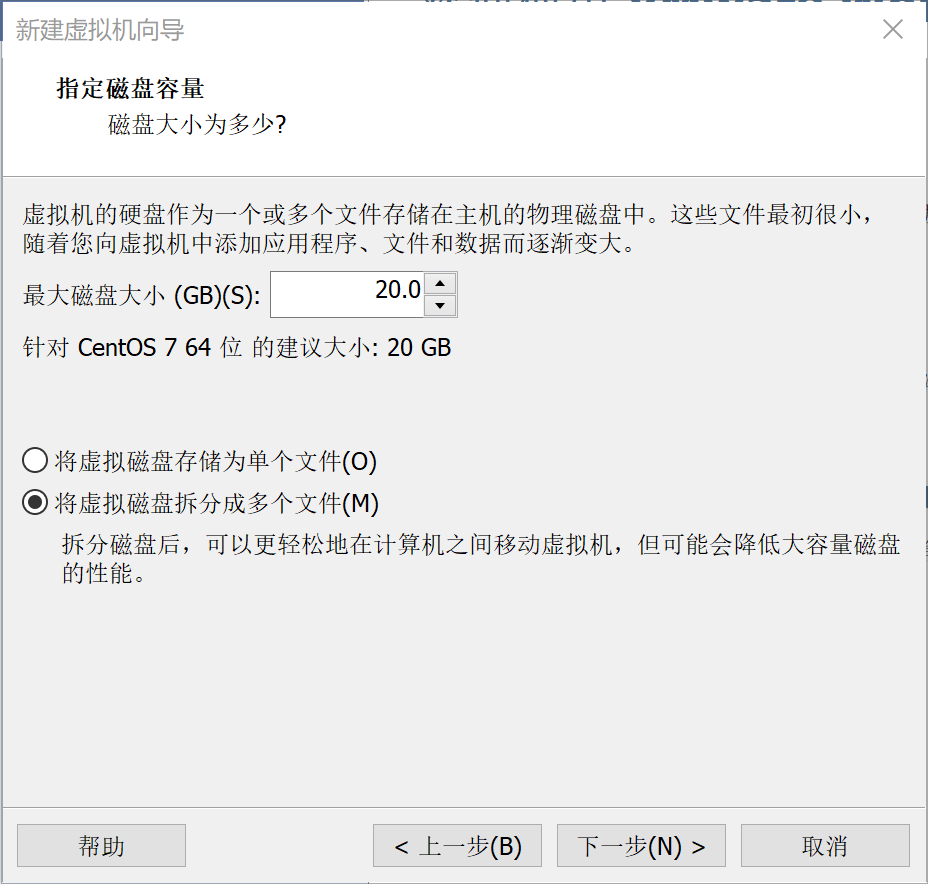 新建虚拟机向导
指定磁盘容量
磁盘大小为多少?
虚拟机的硬盘作为一个或多个文件存储在主机的物理磁盘中。这些文件最初很小，
随着您向虚拟机中添加应用程序、文件和数据而逐渐变大。
最大磁盘大小 (GB)(S): 20.0
针对 CentOS 7 64 位 的建议大小: 20 GB
将虚拟磁盘存储为单个文件(O)
将虚拟磁盘拆分成多个文件(M)
拆分磁盘后，可以更轻松地在计算机之间移动虚拟机，但可能会降低大容量磁盘
的性能。
帮助 < 上一步(B) 下一步(N) > 取消